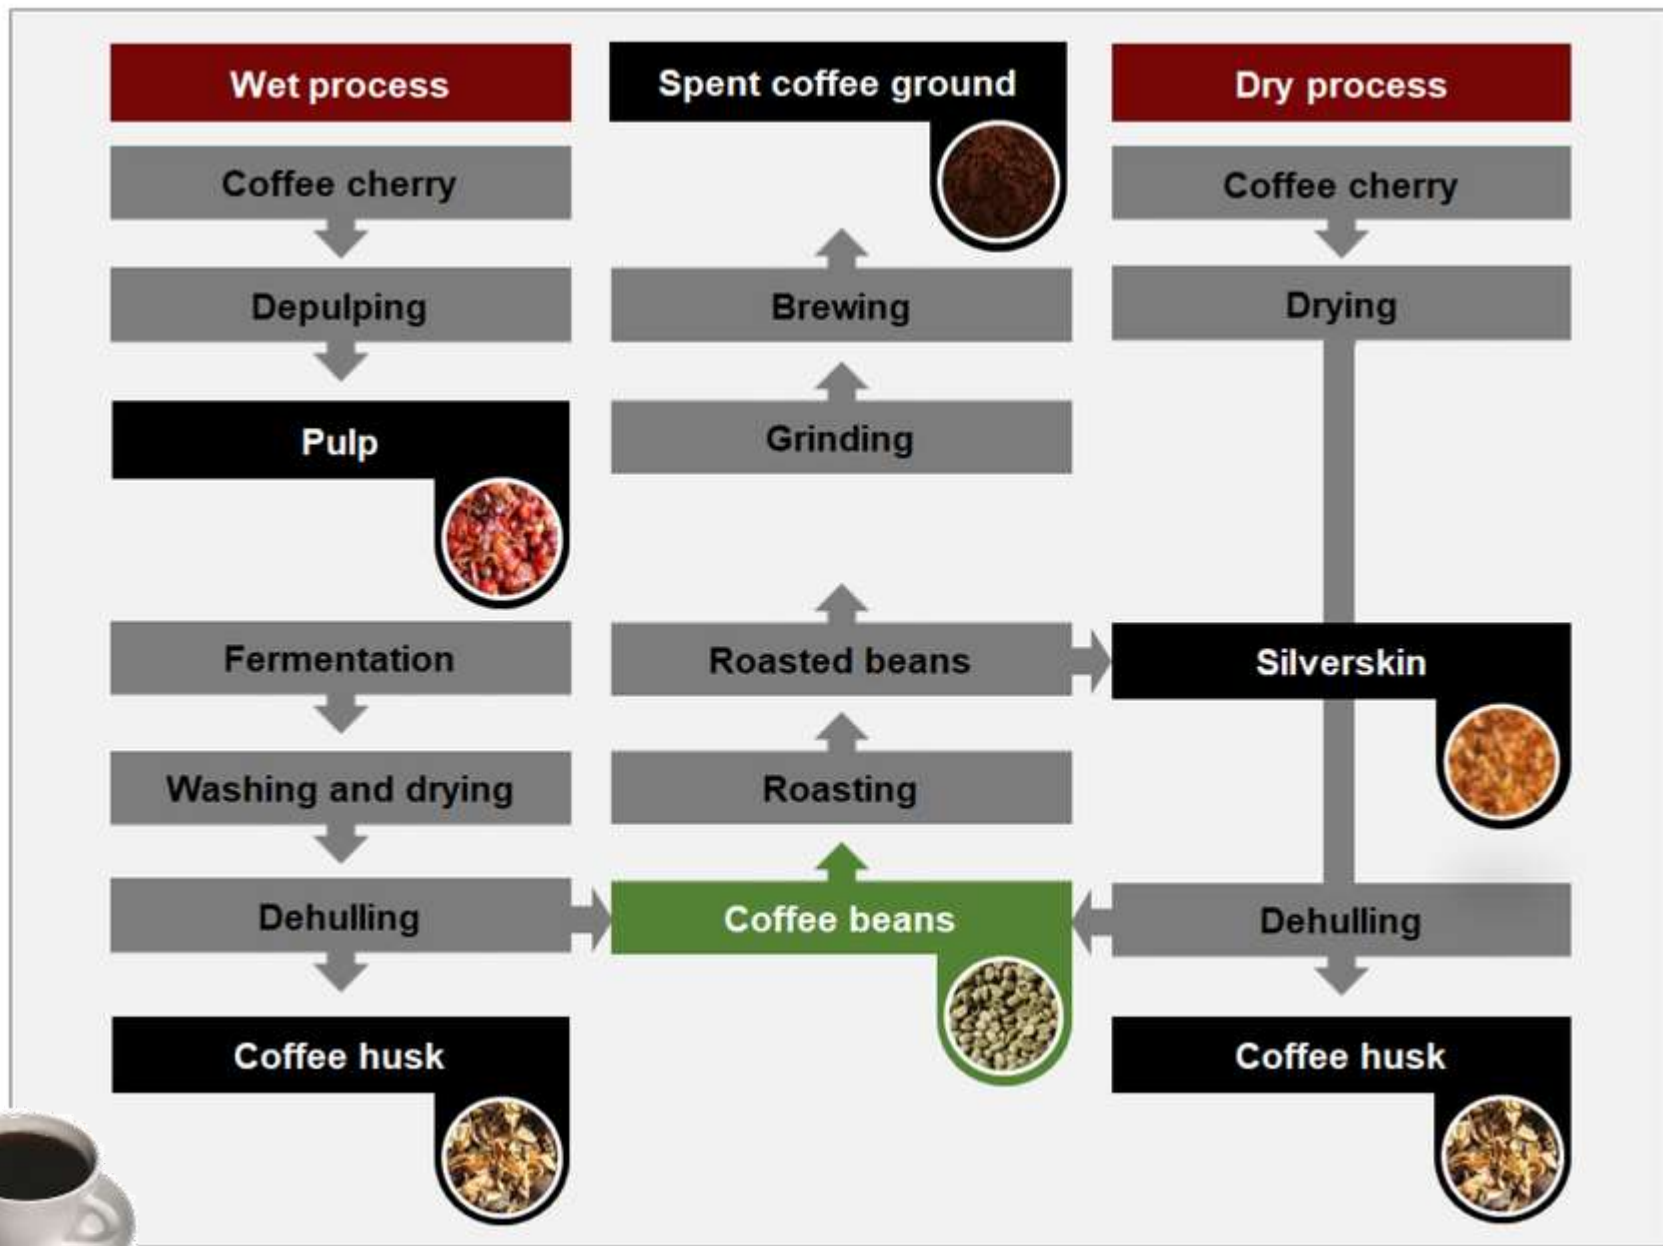 Wet process
Coffee cherry
Depulping
Pulp
Fermentation
Washing and drying
Dehulling
Coffee husk
Spent coffee ground
Brewing
Grinding
Roasted beans
Roasting
Coffee beans
Dry process
Coffee cherry
Drying
Silverskin
Dehulling
Coffee husk